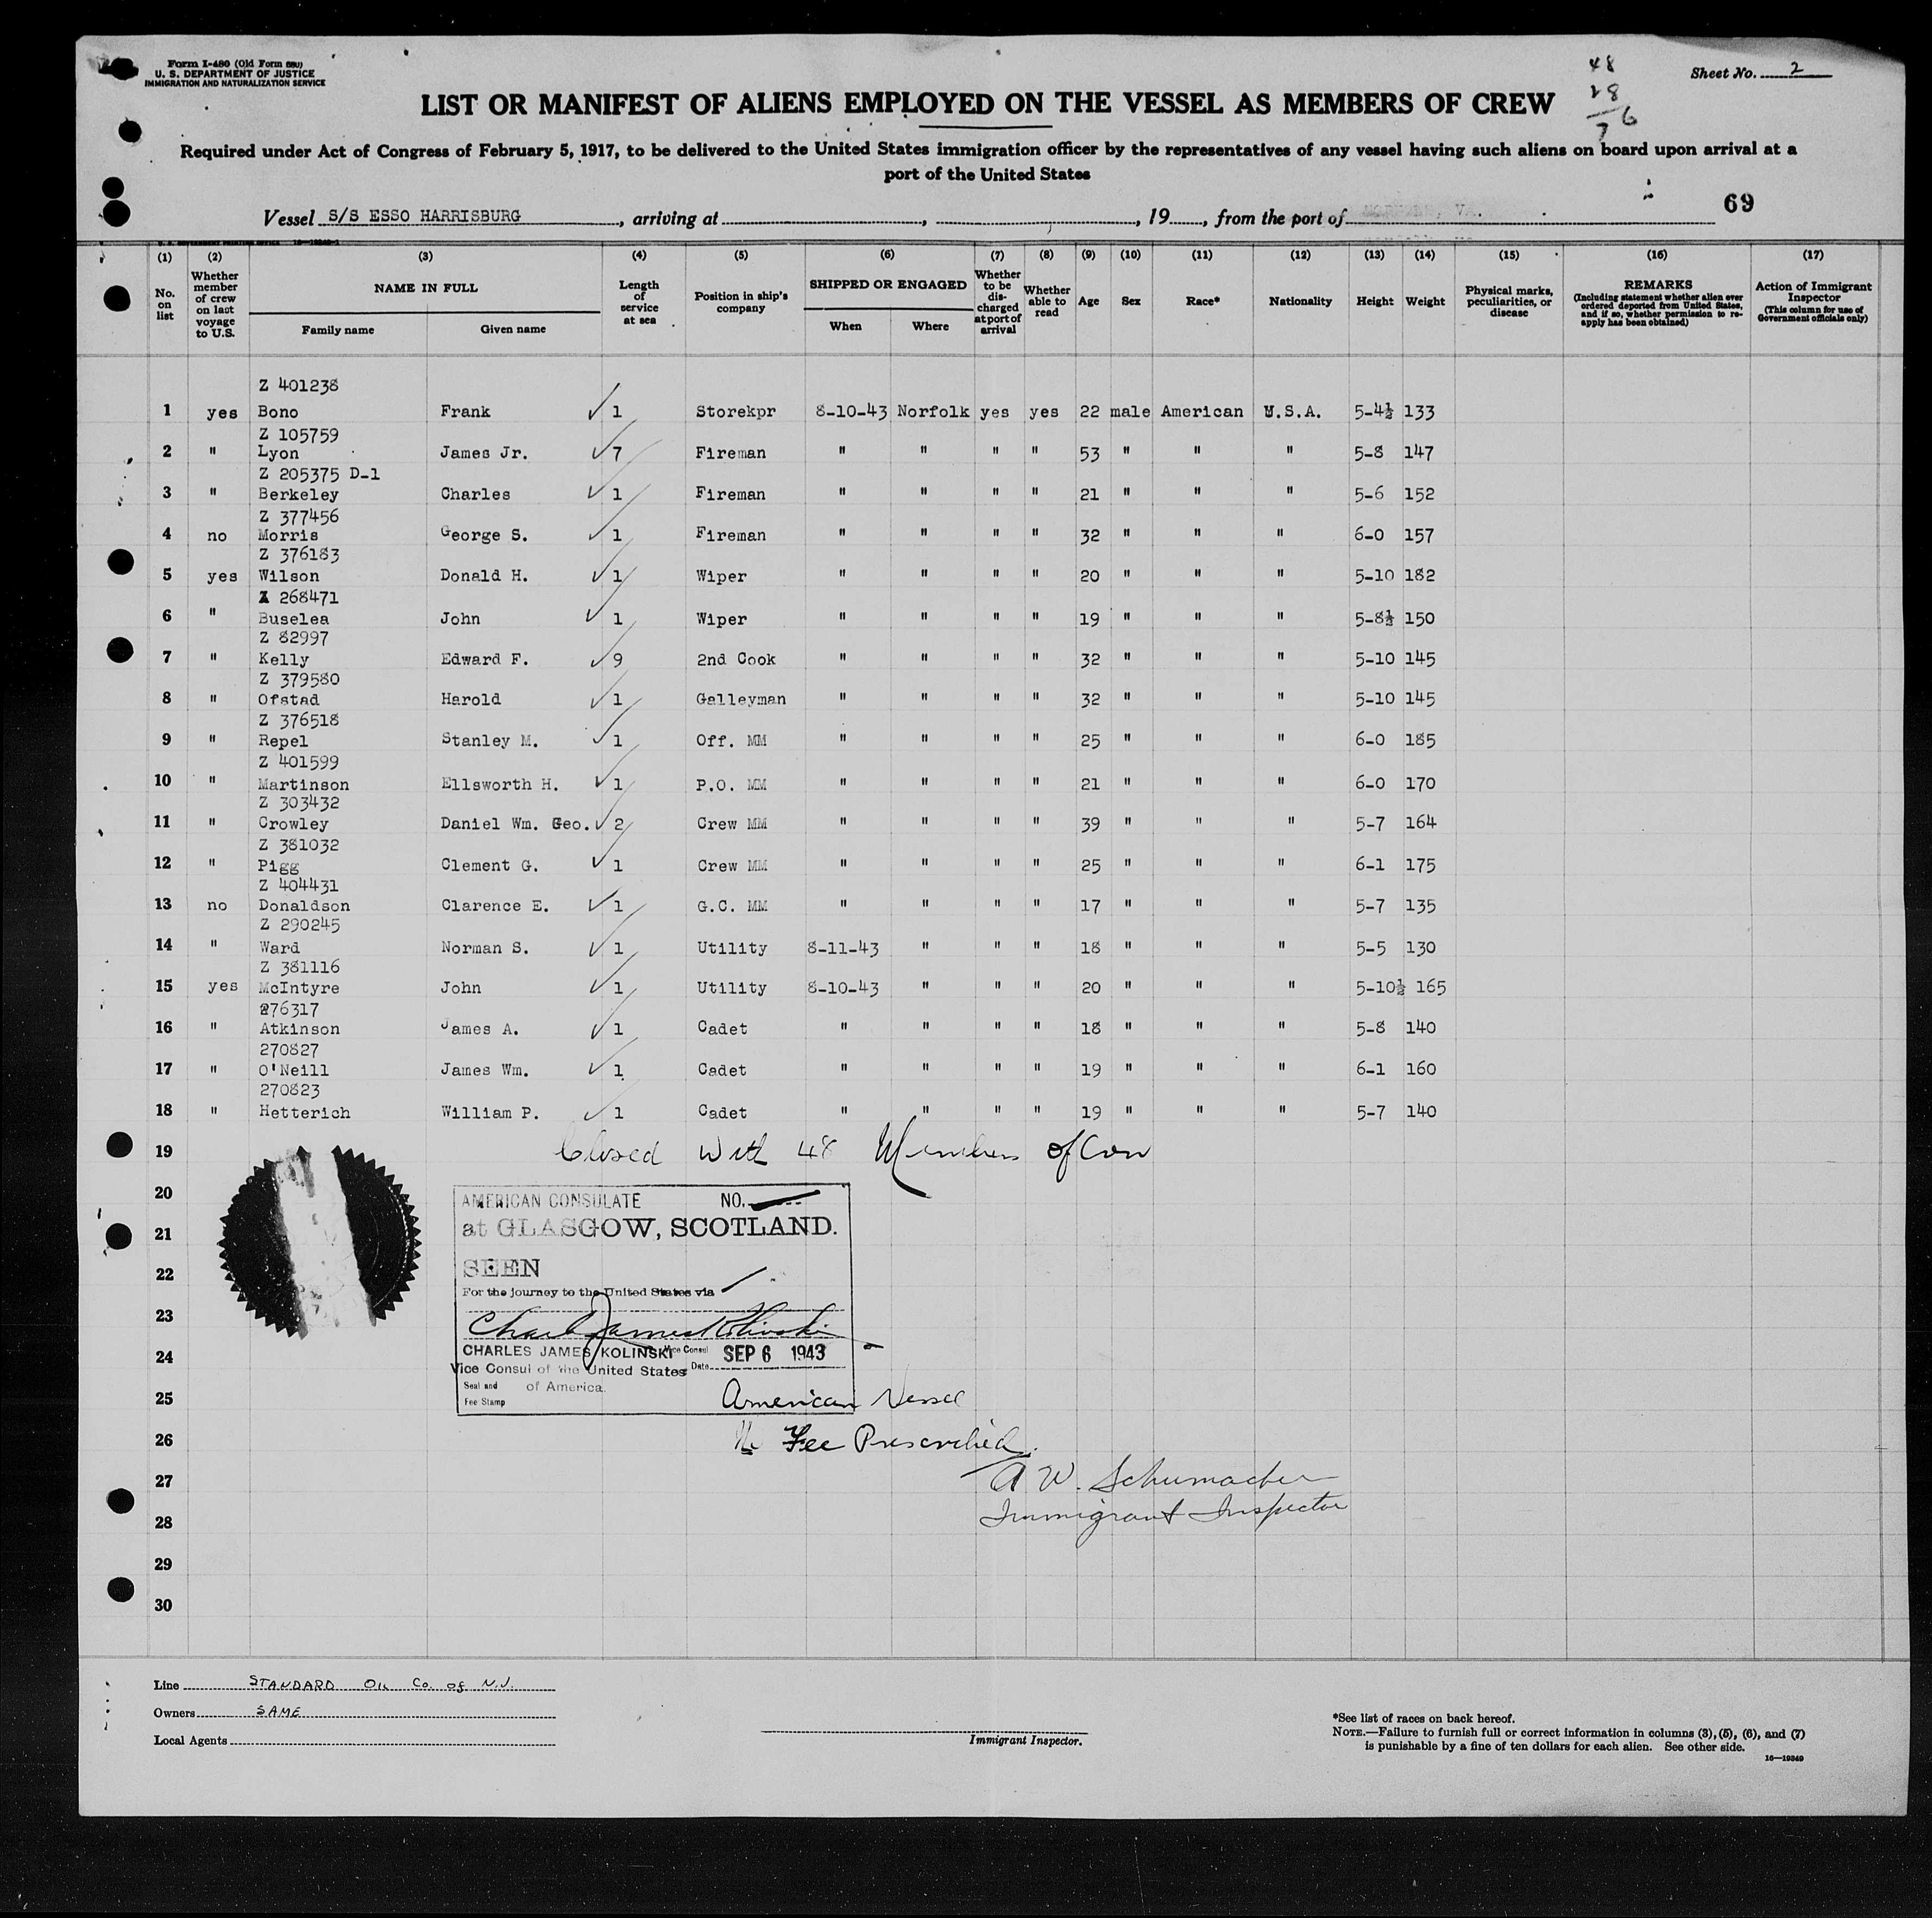 Form I-480 (Old Form 680)
U. S. DEPARTMENT OF JUSTICE
IMMIGRATION AND NATURALIZATION SERVICE
48
28
76
Sheet No. 2
LIST OR MANIFEST OF ALIENS EMPLOYED ON THE VESSEL AS MEMBERS OF CREW
Required under Act of Congress of February 5, 1917, to be delivered to the United States immigration officer by the representatives of any vessel having such aliens on board upon arrival at a
port of the United States
69
Vessel S/S ESSO HARRISBURG, arriving at , , 19 , from the port of
(1) (2) (3) (4) (5) (6) (7) (8) (9) (10) (11) (12) (13) (14) (15) (16) (17)
No. on list
Whether member of crew on last voyage to U.S.
NAME IN FULL
Family name Given name
Length of service at sea
Position in ship's company
SHIPPED OR ENGAGED
When Where
Whether to be discharged at port of arrival
Whether able to read
Age Sex Race* Nationality Height Weight
Physical marks, peculiarities, or disease
REMARKS
(Including statement whether alien ever ordered deported from United States, and if so, whether permission to reapply has been obtained)
Action of Immigrant Inspector
(This column for use of Government officials only)
Z 401238
1 yes Bono Frank ✓ 1 Storekpr 8-10-43 Norfolk yes yes 22 male American U.S.A. 5-4½ 133
Z 105759
2 " Lyon James Jr. ✓ 7 Fireman " " " " 53 " " " 5-8 147
Z 205375 D-1
3 " Berkeley Charles ✓ 1 Fireman " " " " 21 " " " 5-6 152
Z 377456
4 no Morris George S. ✓ 1 Fireman " " " " 32 " " " 6-0 157
Z 376183
5 yes Wilson Donald H. ✓ 1 Wiper " " " " 20 " " " 5-10 182
Z 268471
6 " Buselea John ✓ 1 Wiper " " " " 19 " " " 5-8½ 150
Z 82997
7 " Kelly Edward F. ✓ 9 2nd Cook " " " " 32 " " " 5-10 145
Z 379580
8 " Ofstad Harold ✓ 1 Galleyman " " " " 32 " " " 5-10 145
Z 376518
9 " Repel Stanley M. ✓ 1 Off. MM " " " " 25 " " " 6-0 185
Z 401599
10 " Martinson Ellsworth H. ✓ 1 P.O. MM " " " " 21 " " " 6-0 170
Z 303432
11 " Crowley Daniel Wm. Geo. ✓ 2 Crew MM " " " " 39 " " " 5-7 164
Z 381032
12 " Pigg Clement G. ✓ 1 Crew MM " " " " 25 " " " 6-1 175
Z 404431
13 no Donaldson Clarence E. ✓ 1 G.C. MM " " " " 17 " " " 5-7 135
Z 290245
14 " Ward Norman S. ✓ 1 Utility 8-11-43 " " " 18 " " " 5-5 130
Z 381116
15 yes McIntyre John ✓ 1 Utility 8-10-43 " " " 20 " " " 5-10½ 165
276317
16 " Atkinson James A. ✓ 1 Cadet " " " " 18 " " " 5-8 140
270827
17 " O'Neill James Wm. ✓ 1 Cadet " " " " 19 " " " 6-1 160
270823
18 " Hetterich William P. ✓ 1 Cadet " " " " 19 " " " 5-7 140
19 Closed With 48 Members of Crew
20
AMERICAN CONSULATE NO.
21
at GLASGOW, SCOTLAND.
22
SEEN
For the journey to the United States via
23
Charles James Kolinski
24
CHARLES JAMES KOLINSKI Vice Consul SEP 6 1943
Vice Consul of the United States Date
of America.
Seal and
Fee Stamp
25 American Vessel
26 No Fee Prescribed.
27 A W. Schumacher
28 Immigrant Inspector
29
30
Line STANDARD OIL Co. of N.J.
Owners SAME
Local Agents
Immigrant Inspector.
*See list of races on back hereof.
NOTE.—Failure to furnish full or correct information in columns (3), (5), (6), and (7)
is punishable by a fine of ten dollars for each alien. See other side.
16—19349